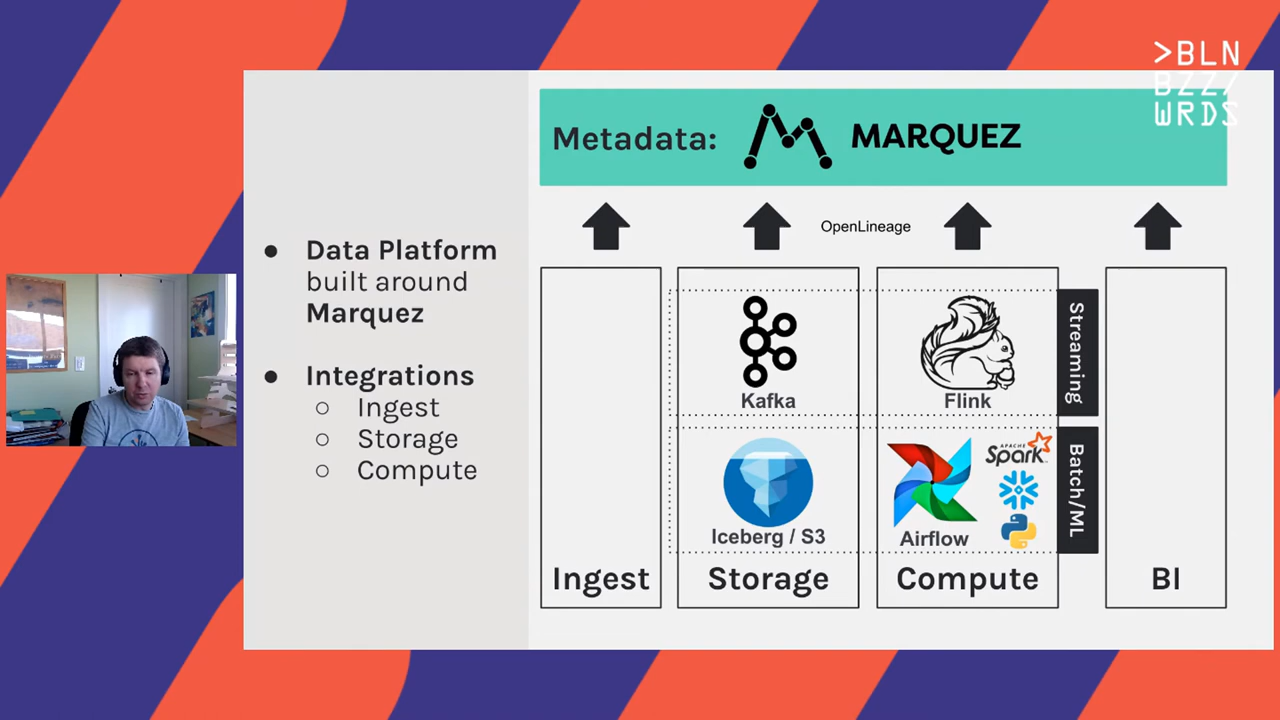 >BLN
BZZ/
WRDS
Metadata:
MARQUEZ
OpenLineage
● Data Platform
built around
Marquez
● Integrations
○ Ingest
○ Storage
○ Compute
Kafka
Flink
Streaming
Iceberg / S3
Airflow
APACHE
Spark
Batch/ML
Ingest
Storage
Compute
BI